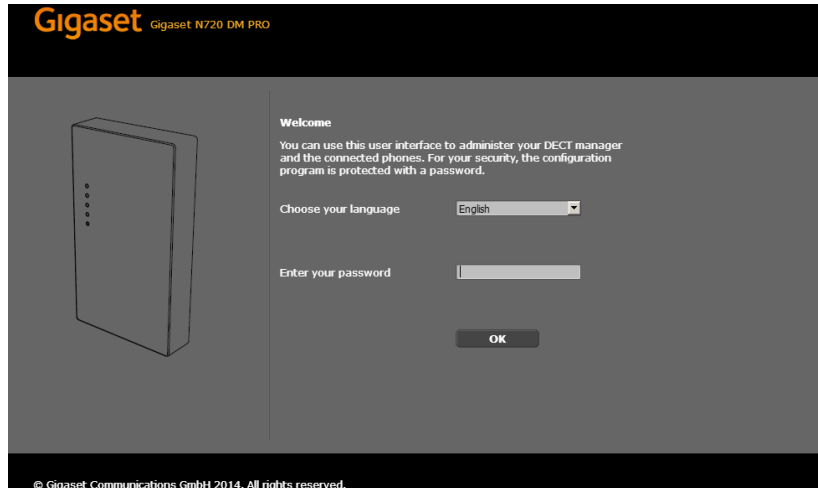 Gigaset Gigaset N720 DM PRO
Welcome
You can use this user interface to administer your DECT manager
and the connected phones. For your security, the configuration
program is protected with a password.
Choose your language English
Enter your password
OK
© Gigaset Communications GmbH 2014. All rights reserved.